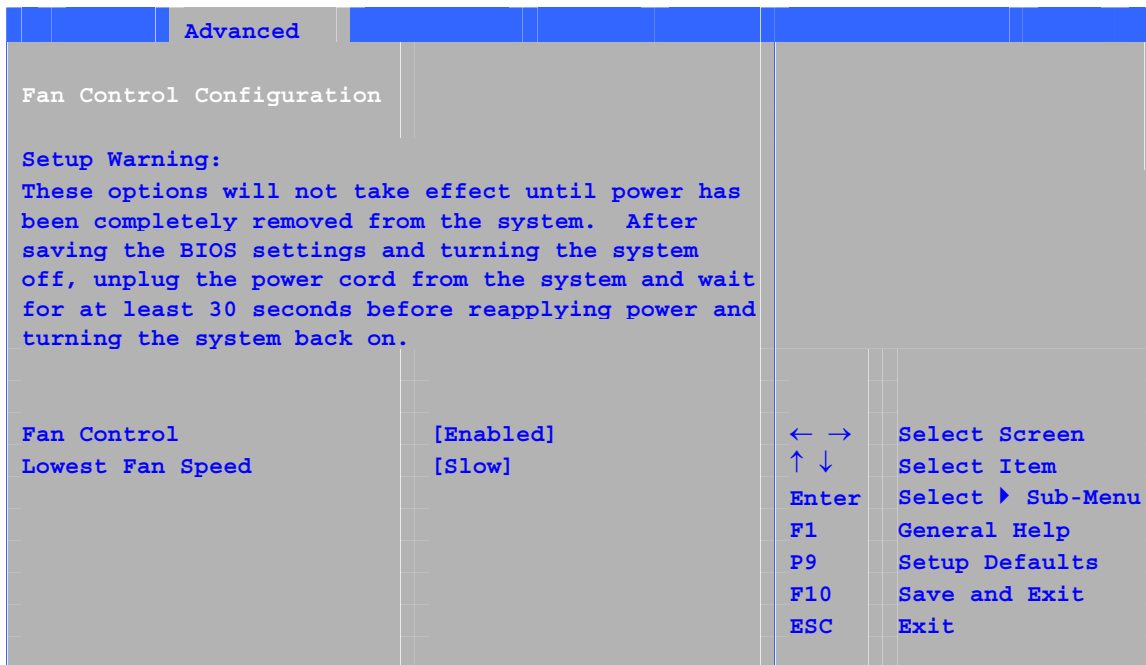 Advanced
Fan Control Configuration
Setup Warning:
These options will not take effect until power has
been completely removed from the system.  After
saving the BIOS settings and turning the system
off, unplug the power cord from the system and wait
for at least 30 seconds before reapplying power and
turning the system back on.
Fan Control [Enabled]
Lowest Fan Speed [Slow]
← → Select Screen
↑ ↓ Select Item
Enter Select ▶ Sub-Menu
F1 General Help
P9 Setup Defaults
F10 Save and Exit
ESC Exit